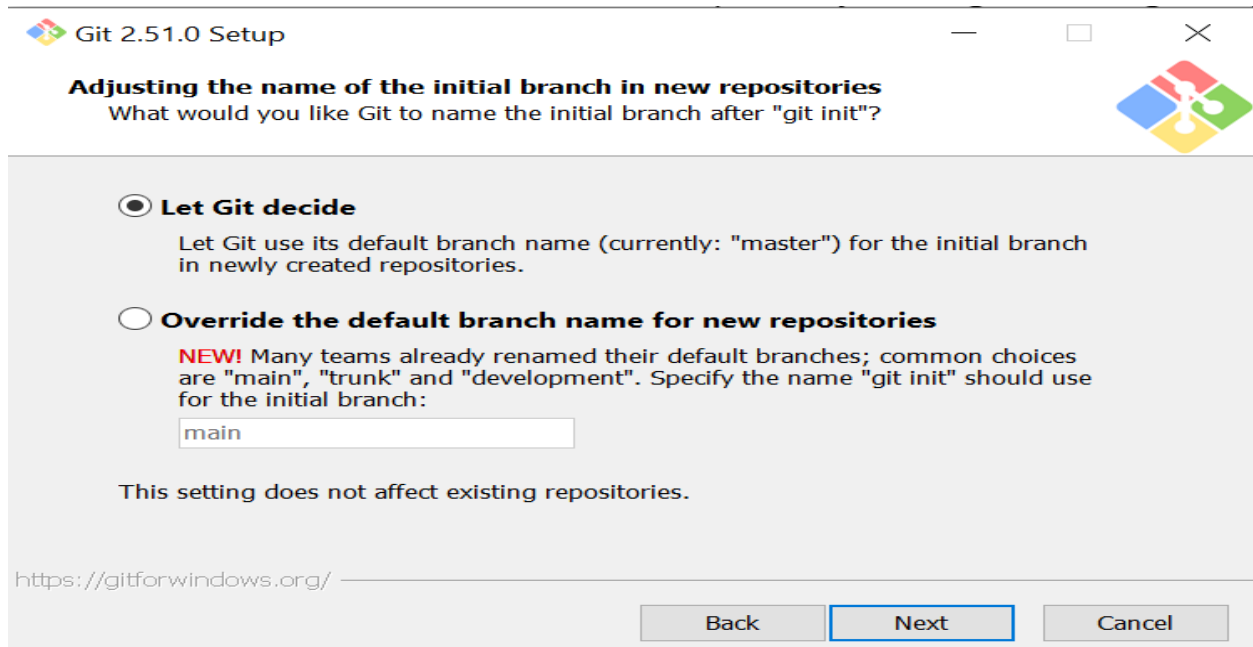 Git 2.51.0 Setup
Adjusting the name of the initial branch in new repositories
What would you like Git to name the initial branch after "git init"?
Let Git decide
Let Git use its default branch name (currently: "master") for the initial branch
in newly created repositories.
Override the default branch name for new repositories
NEW! Many teams already renamed their default branches; common choices
are "main", "trunk" and "development". Specify the name "git init" should use
for the initial branch:
main
This setting does not affect existing repositories.
https://gitforwindows.org/
Back
Next
Cancel